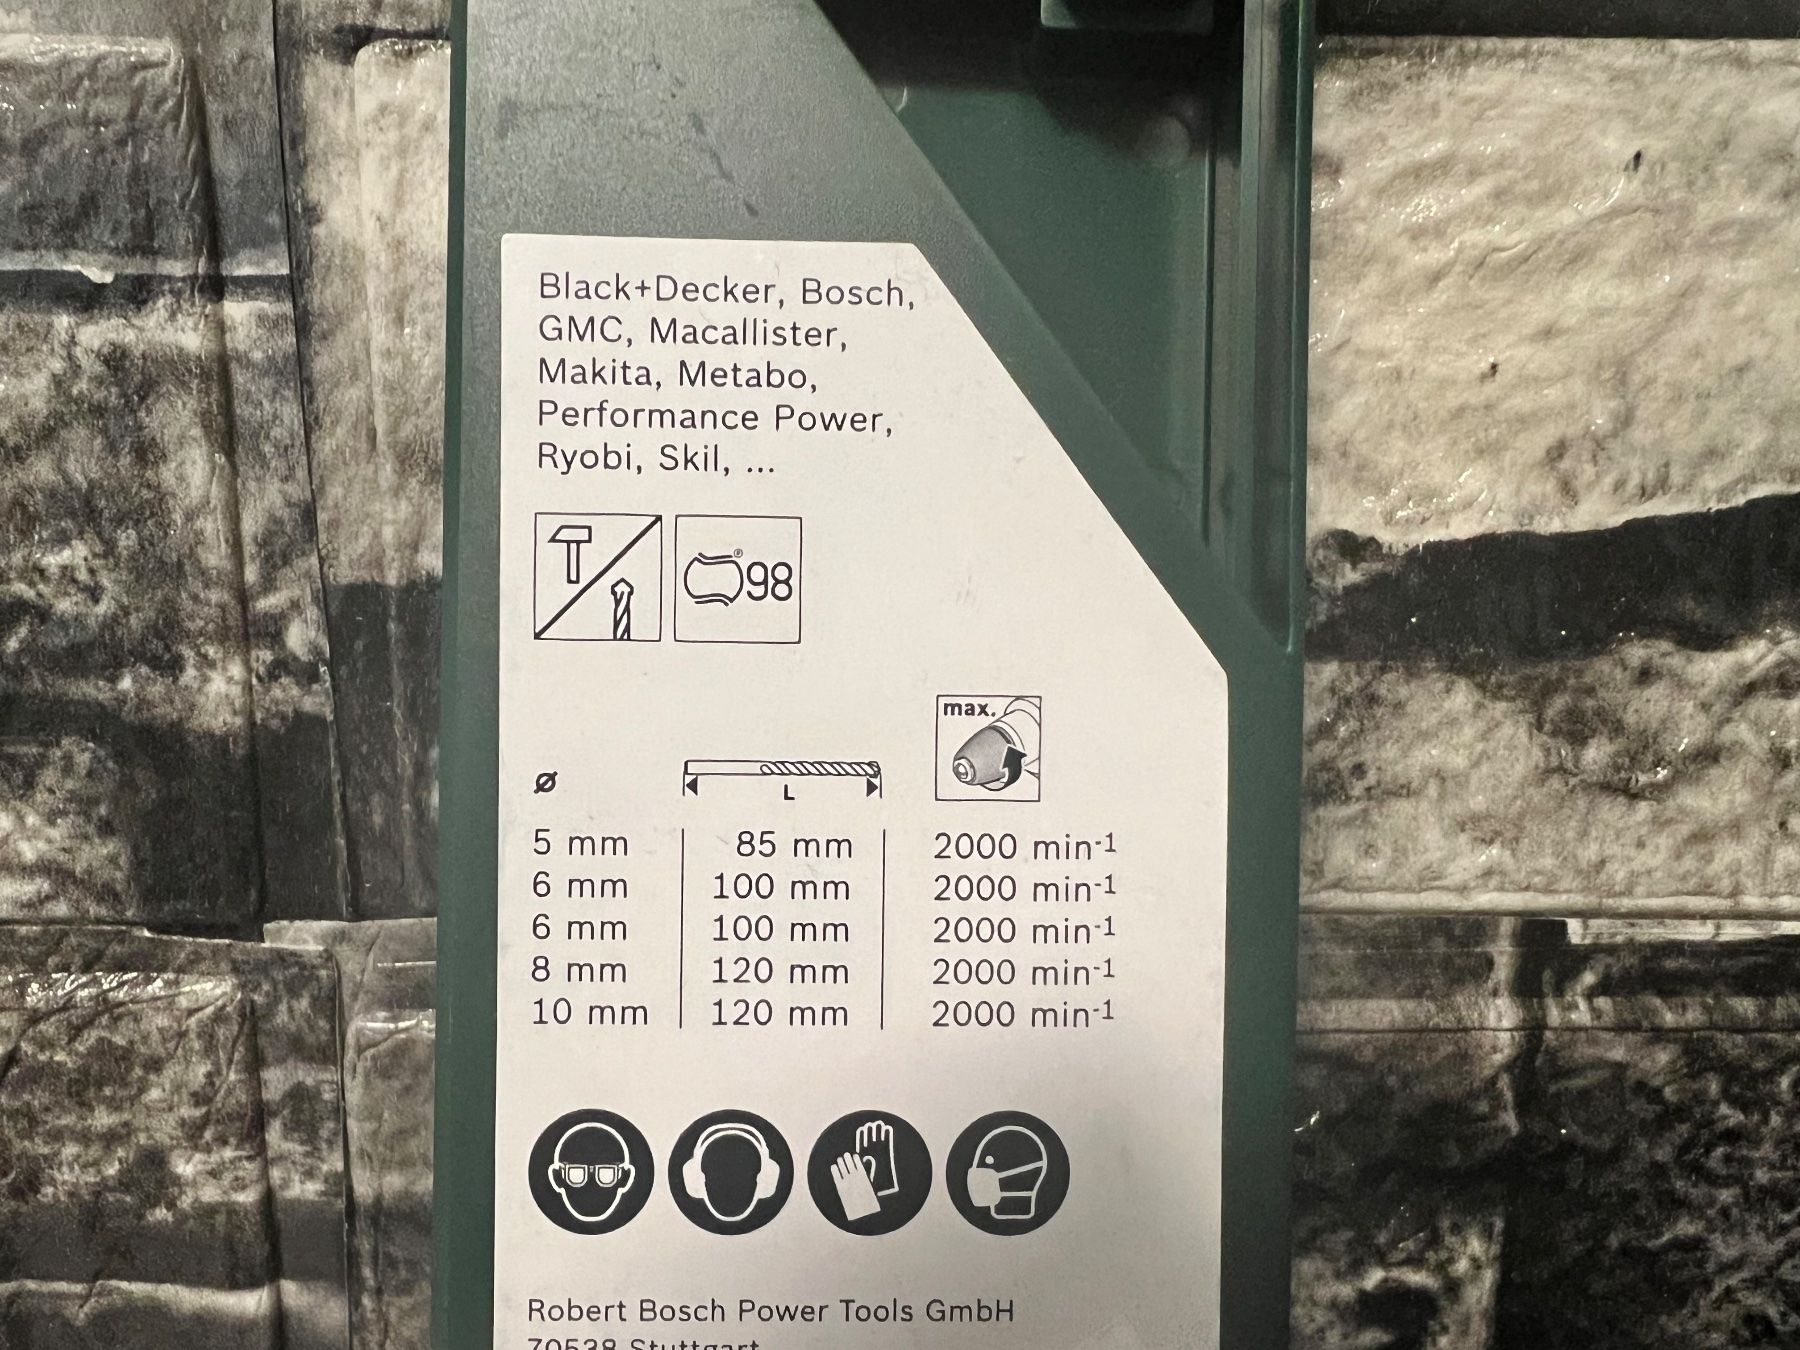 Black+Decker, Bosch,
GMC, Macallister,
Makita, Metabo,
Performance Power,
Ryobi, Skil, ...
®98
max.
ø
L
5 mm 85 mm 2000 min-1
6 mm 100 mm 2000 min-1
6 mm 100 mm 2000 min-1
8 mm 120 mm 2000 min-1
10 mm 120 mm 2000 min-1
Robert Bosch Power Tools GmbH
70538 Stuttgart